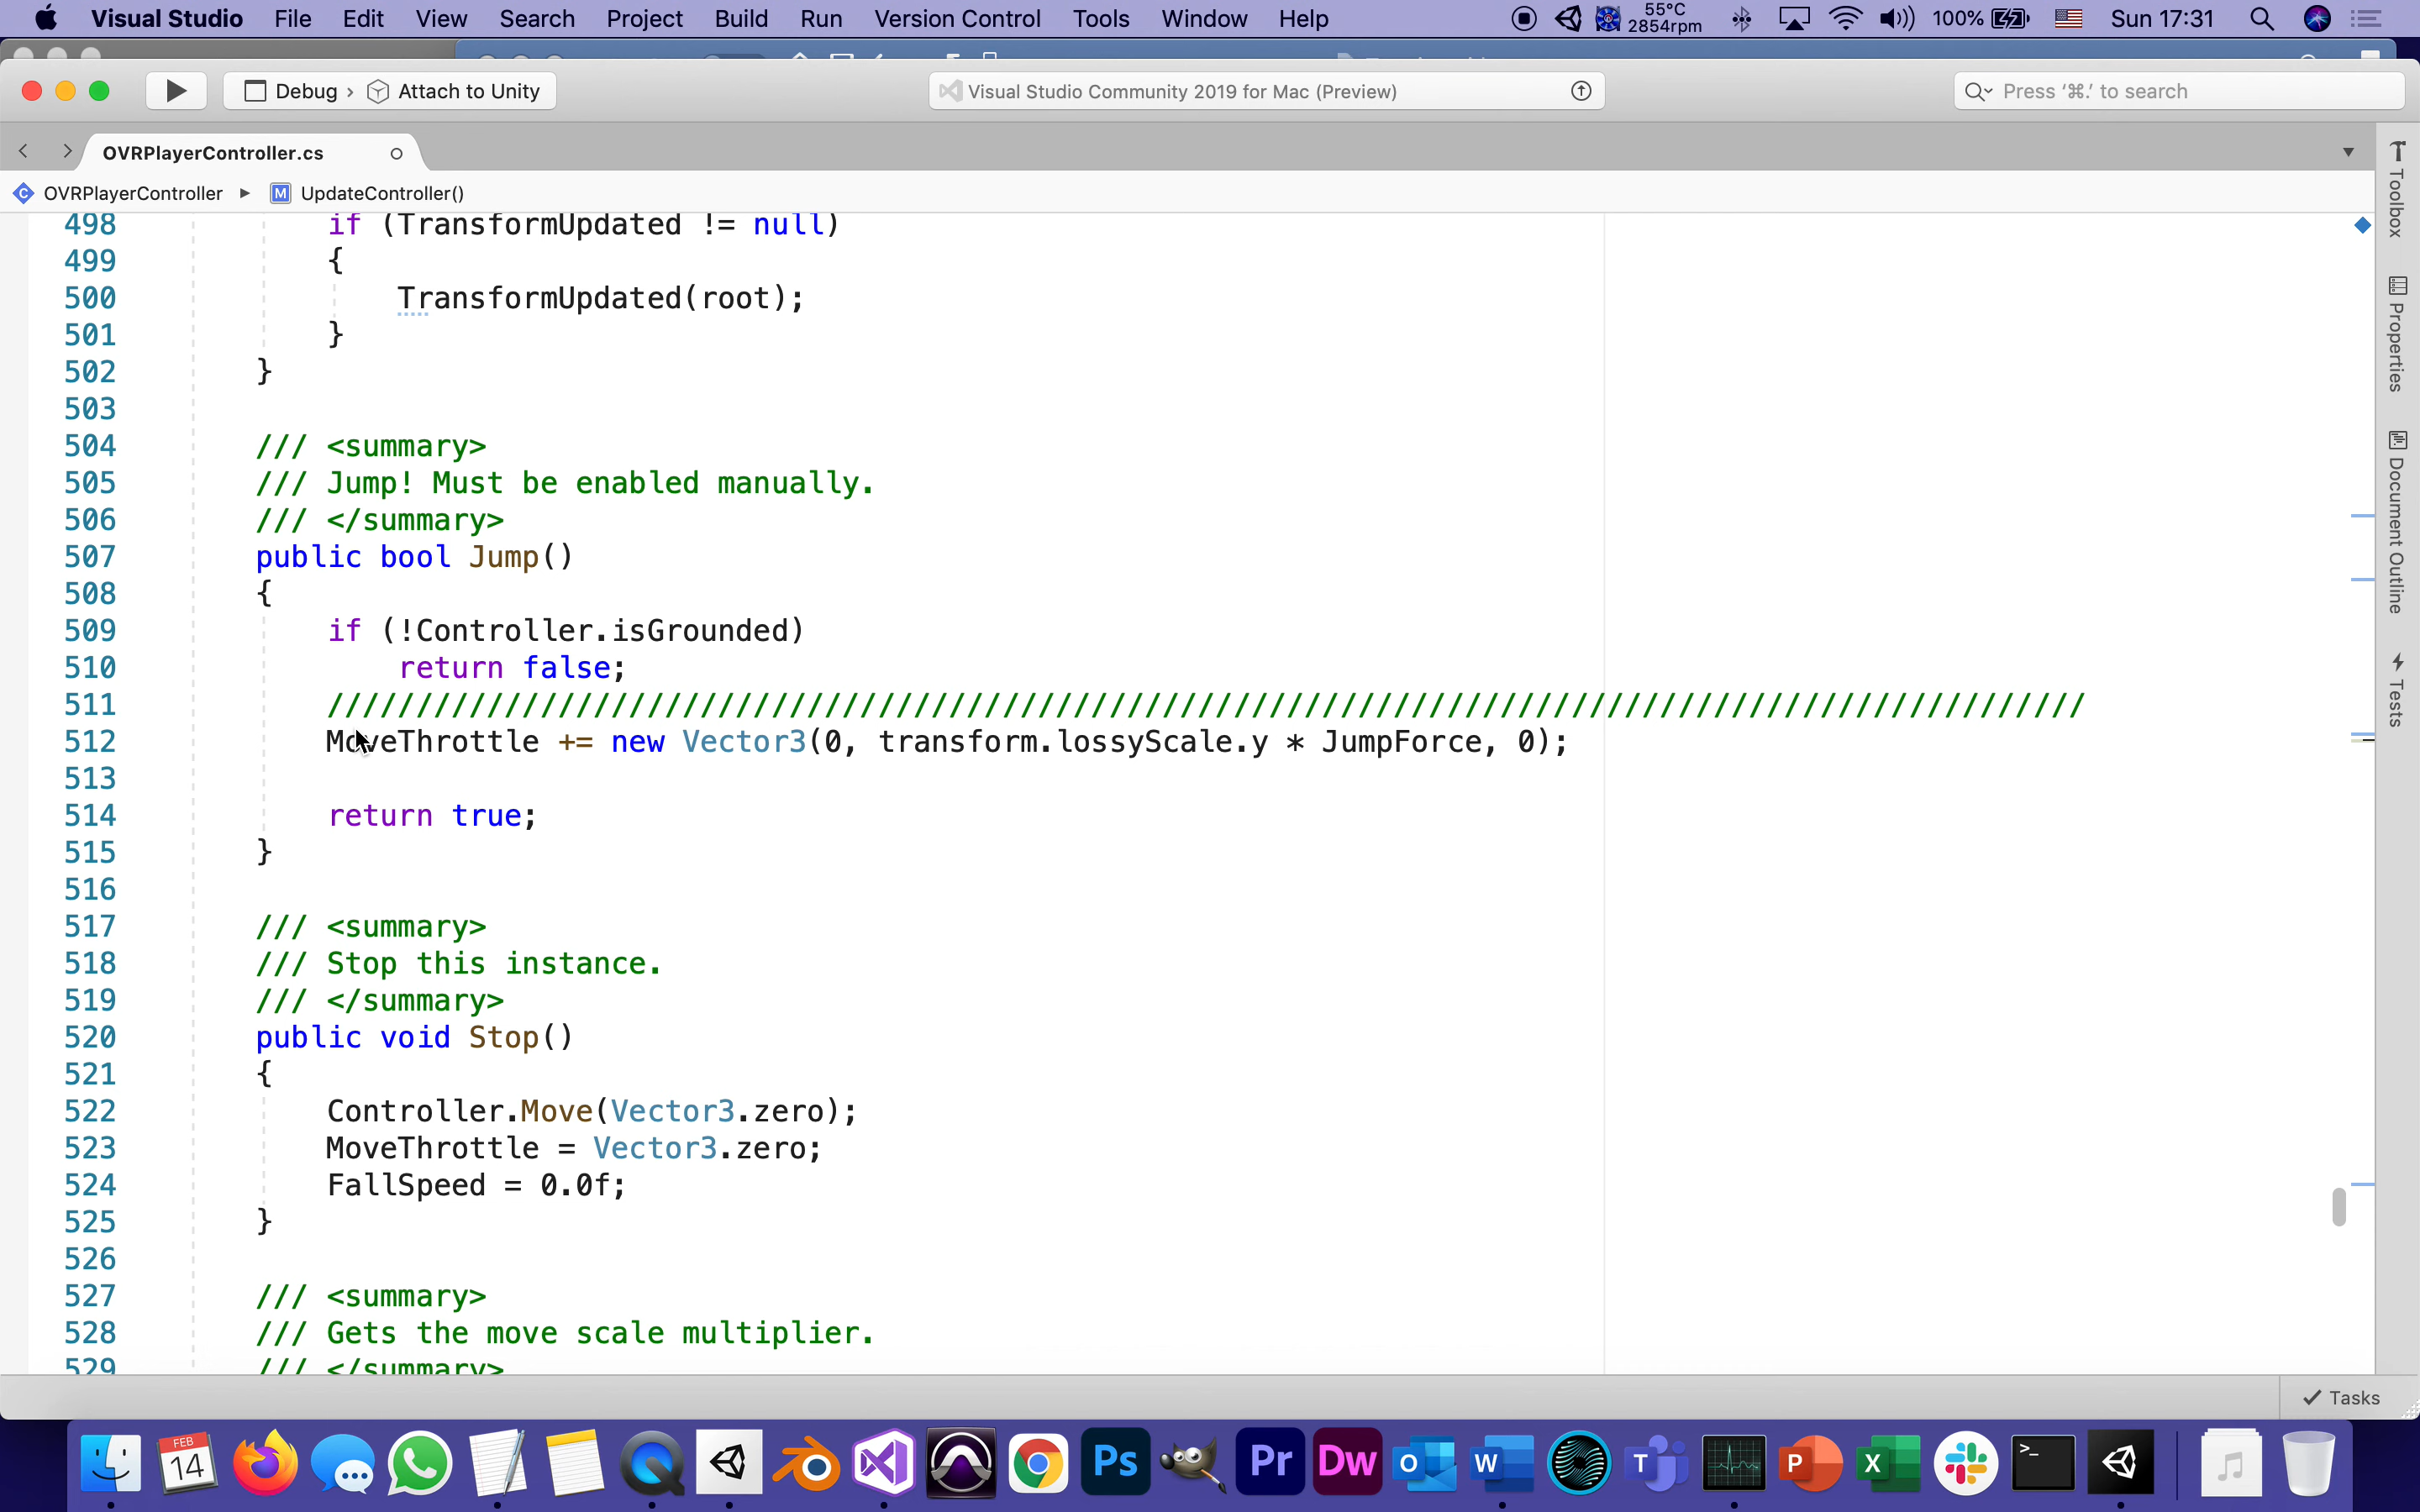 Visual Studio File Edit View Search Project Build Run Version Control Tools Window Help 55°C 2854rpm 100% Sun 17:31
Debug › Attach to Unity Visual Studio Community 2019 for Mac (Preview) Press ‘⌘.’ to search
OVRPlayerController.cs
OVRPlayerController ▸ M UpdateController()
498 if (TransformUpdated != null)
499 {
500 TransformUpdated(root);
501 }
502 }
503
504 /// <summary>
505 /// Jump! Must be enabled manually.
506 /// </summary>
507 public bool Jump()
508 {
509 if (!Controller.isGrounded)
510 return false;
511 ///////////////////////////////////////////////////////////////////////////////////////////////////
512 MoveThrottle += new Vector3(0, transform.lossyScale.y * JumpForce, 0);
513
514 return true;
515 }
516
517 /// <summary>
518 /// Stop this instance.
519 /// </summary>
520 public void Stop()
521 {
522 Controller.Move(Vector3.zero);
523 MoveThrottle = Vector3.zero;
524 FallSpeed = 0.0f;
525 }
526
527 /// <summary>
528 /// Gets the move scale multiplier.
529 /// </summary>
Toolbox
Properties
Document Outline
Tests
Tasks
FEB
14
Ps Pr Dw O W T P X >_